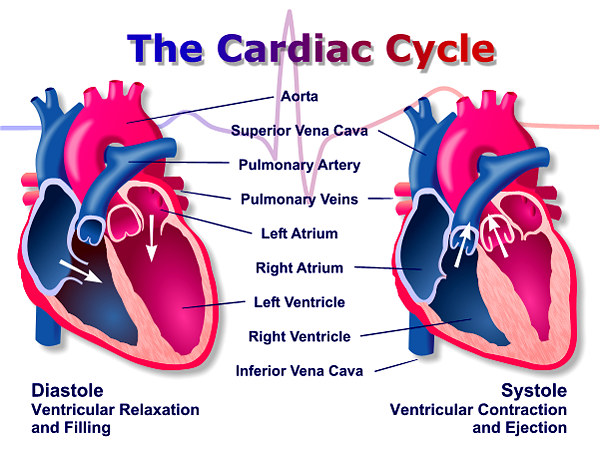 The Cardiac Cycle
Aorta
Superior Vena Cava
Pulmonary Artery
Pulmonary Veins
Left Atrium
Right Atrium
Left Ventricle
Right Ventricle
Inferior Vena Cava
Diastole
Ventricular Relaxation
and Filling
Systole
Ventricular Contraction
and Ejection